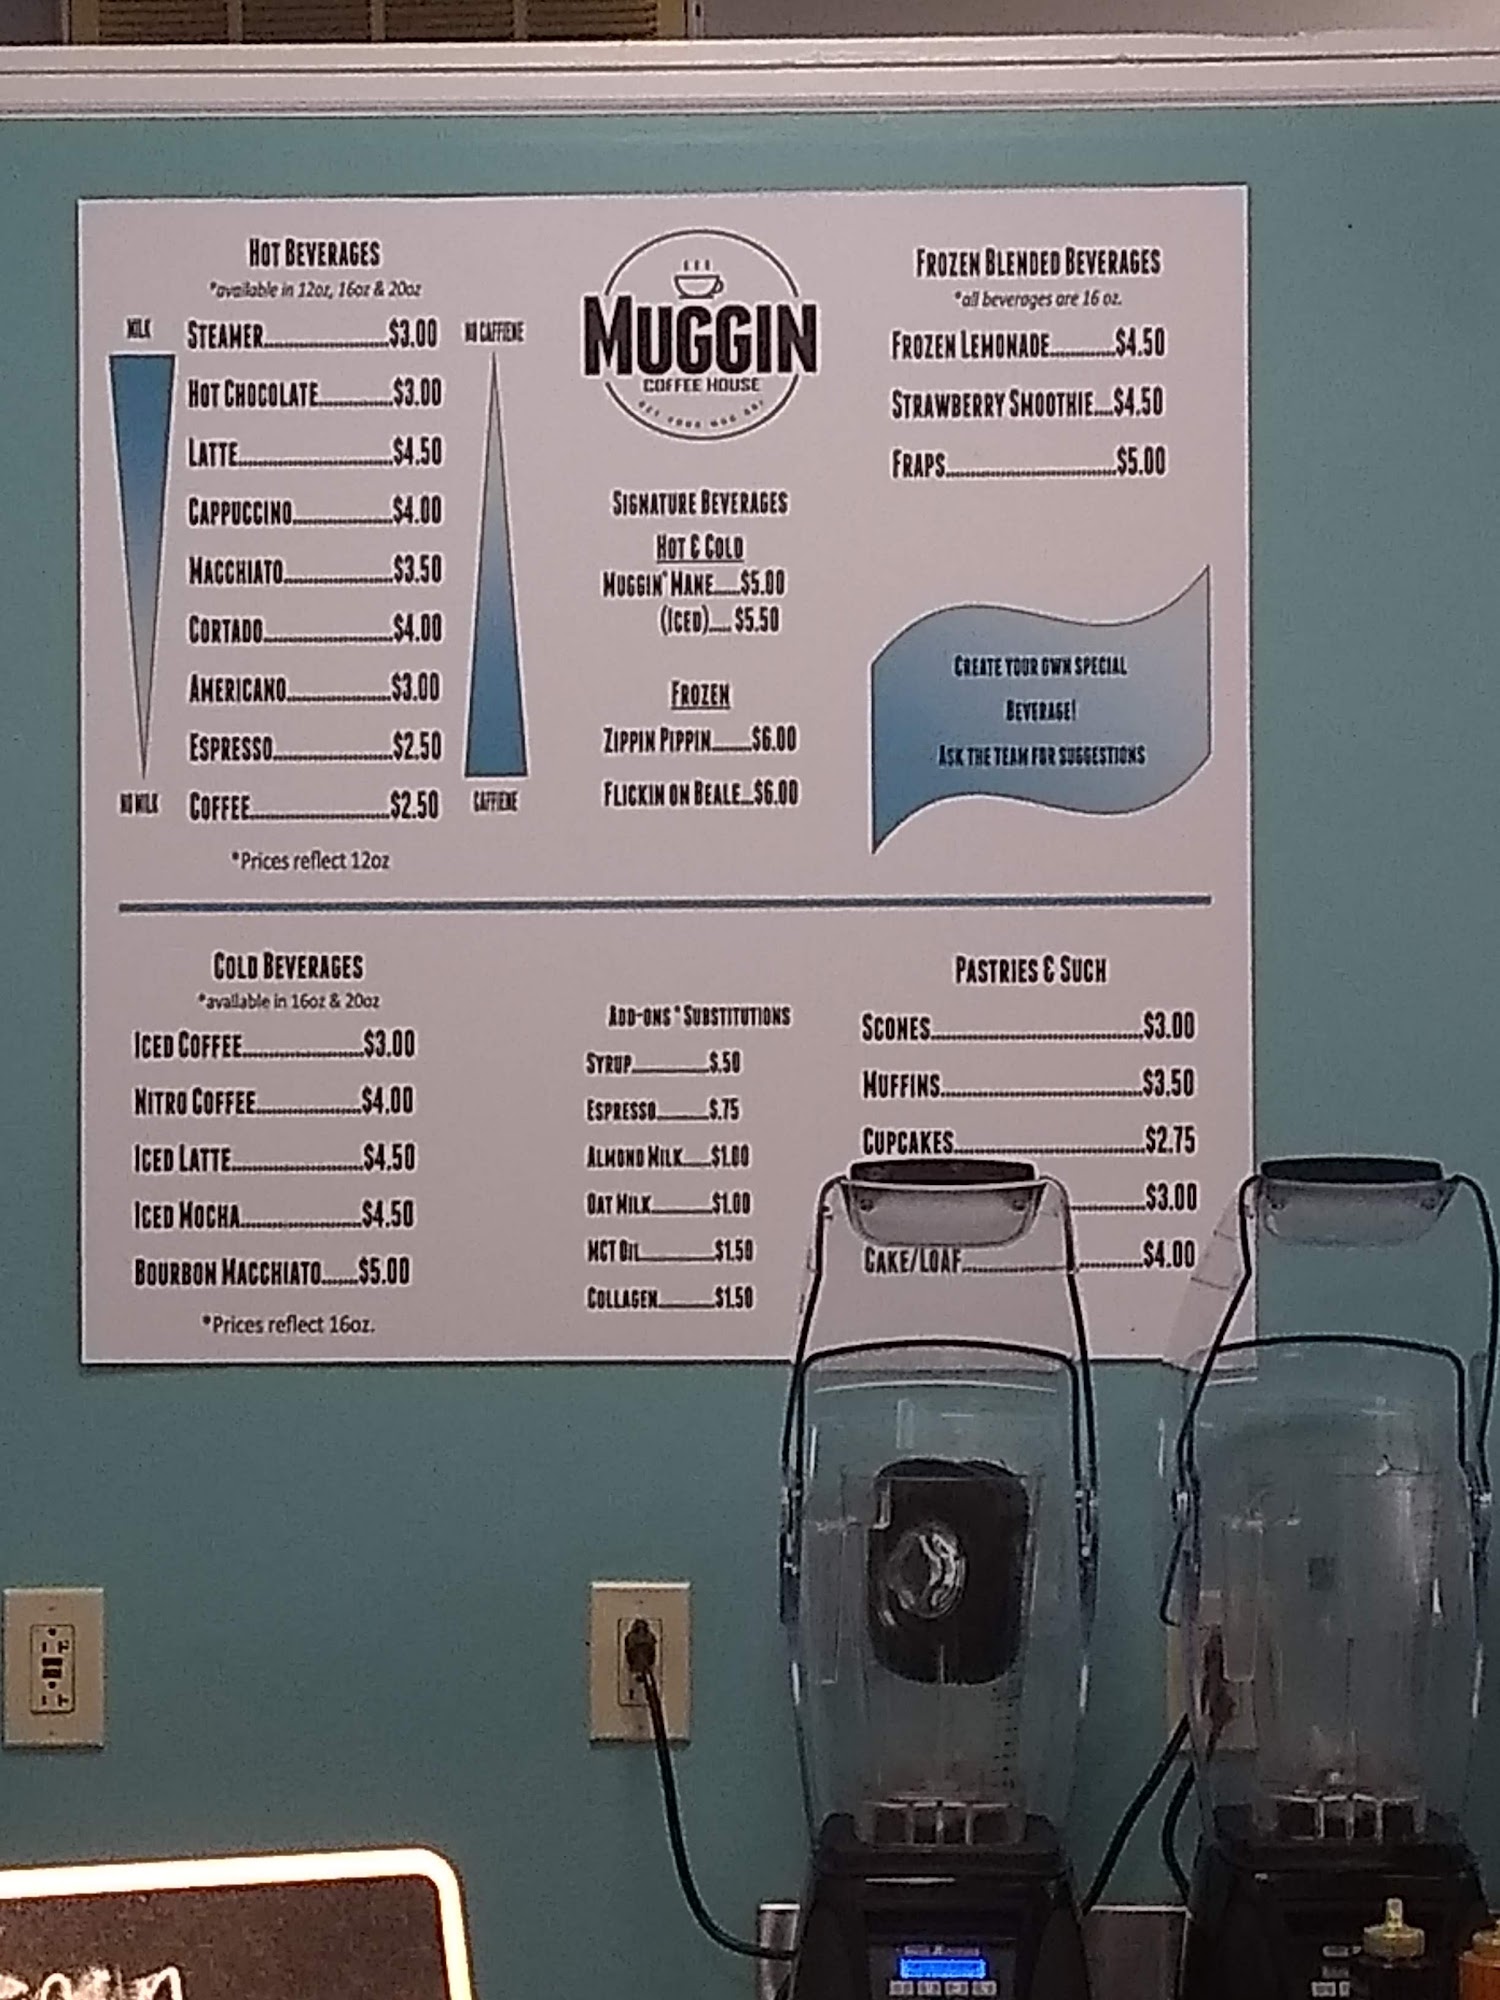 Hot Beverages
*available in 12oz, 16oz & 20oz
Milk
No Caffiene
Steamer $3.00
Hot Chocolate $3.00
Latte $4.50
Cappuccino $4.00
Macchiato $3.50
Cortado $4.00
Americano $3.00
Espresso $2.50
Coffee $2.50
No Milk
Caffiene
*Prices reflect 12oz
Muggin
Coffee House
Signature Beverages
Hot & Cold
Muggin' Mane $5.00
(Iced) $5.50
Frozen
Zippin Pippin $6.00
Flickin on Beale $6.00
Frozen Blended Beverages
*all beverages are 16 oz.
Frozen Lemonade $4.50
Strawberry Smoothie $4.50
Fraps $5.00
Create your own special
Beverage!
Ask the team for suggestions
Cold Beverages
*available in 16oz & 20oz
Iced Coffee $3.00
Nitro Coffee $4.00
Iced Latte $4.50
Iced Mocha $4.50
Bourbon Macchiato $5.00
*Prices reflect 16oz.
Add-ons * Substitutions
Syrup $.50
Espresso $.75
Almond Milk $1.00
Oat Milk $1.00
MCT Oil $1.50
Collagen $1.50
Pastries & Such
Scones $3.00
Muffins $3.50
Cupcakes $2.75
$3.00
Cake/Loaf $4.00